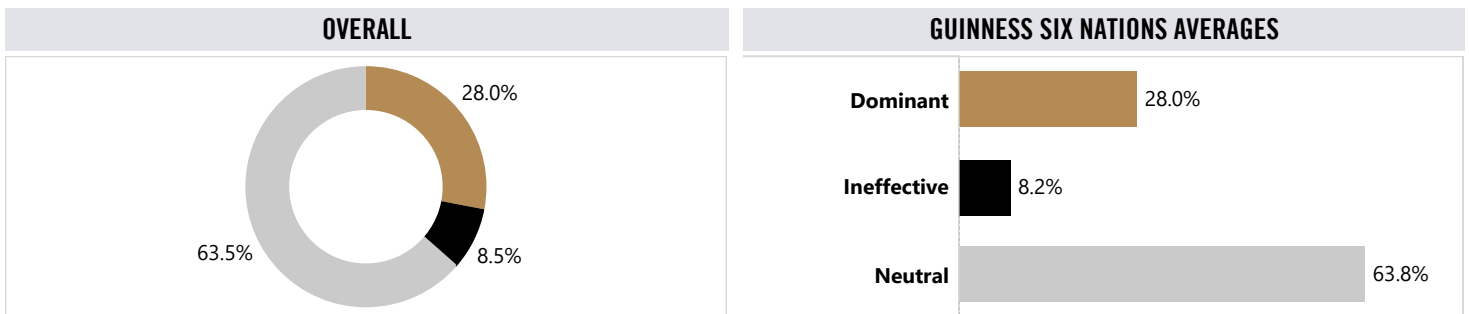 OVERALL
28.0%
8.5%
63.5%
GUINNESS SIX NATIONS AVERAGES
Dominant 28.0%
Ineffective 8.2%
Neutral 63.8%